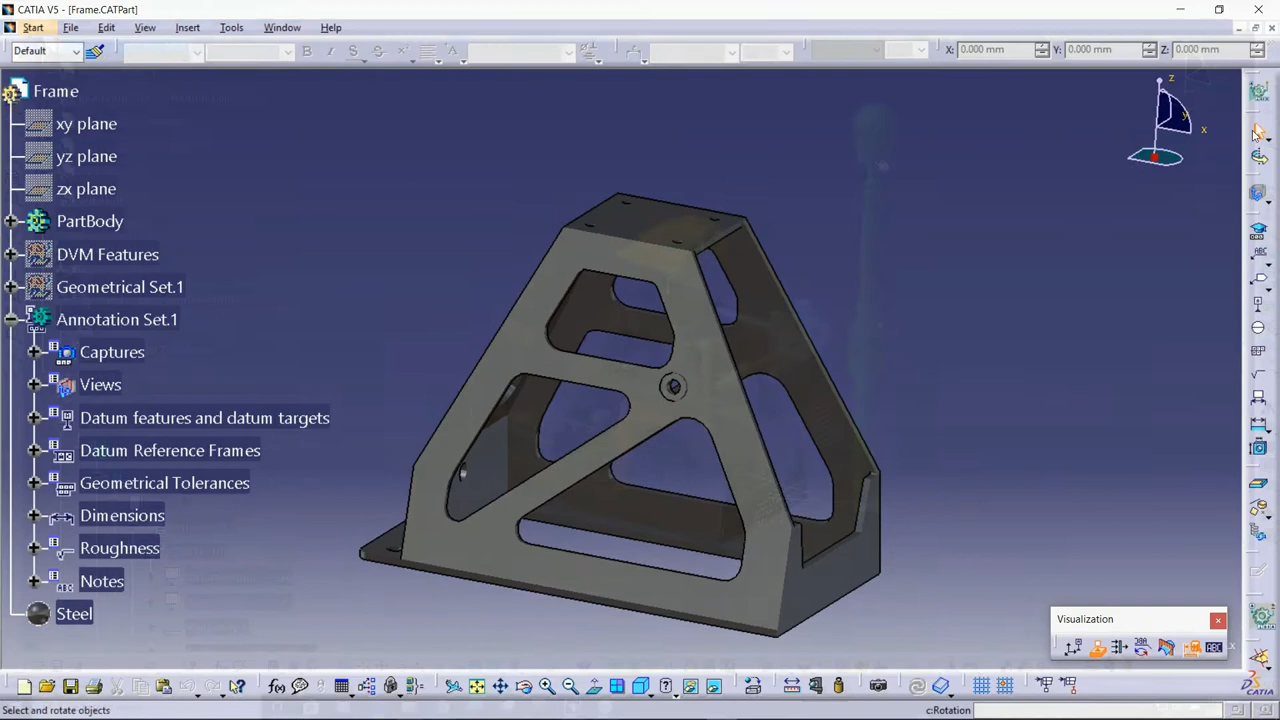 CATIA V5 - [Frame.CATPart]
Start File Edit View Insert Tools Window Help
Default B I S S X: 0.000 mm Y: 0.000 mm Z: 0.000 mm
Frame
xy plane
yz plane
zx plane
PartBody
DVM Features
Geometrical Set.1
Annotation Set.1
Captures
Views
Datum features and datum targets
Datum Reference Frames
Geometrical Tolerances
Dimensions
Roughness
Notes
Steel
z
y
x
Visualization
ABC
f(x)
CATIA
Select and rotate objects c:Rotation